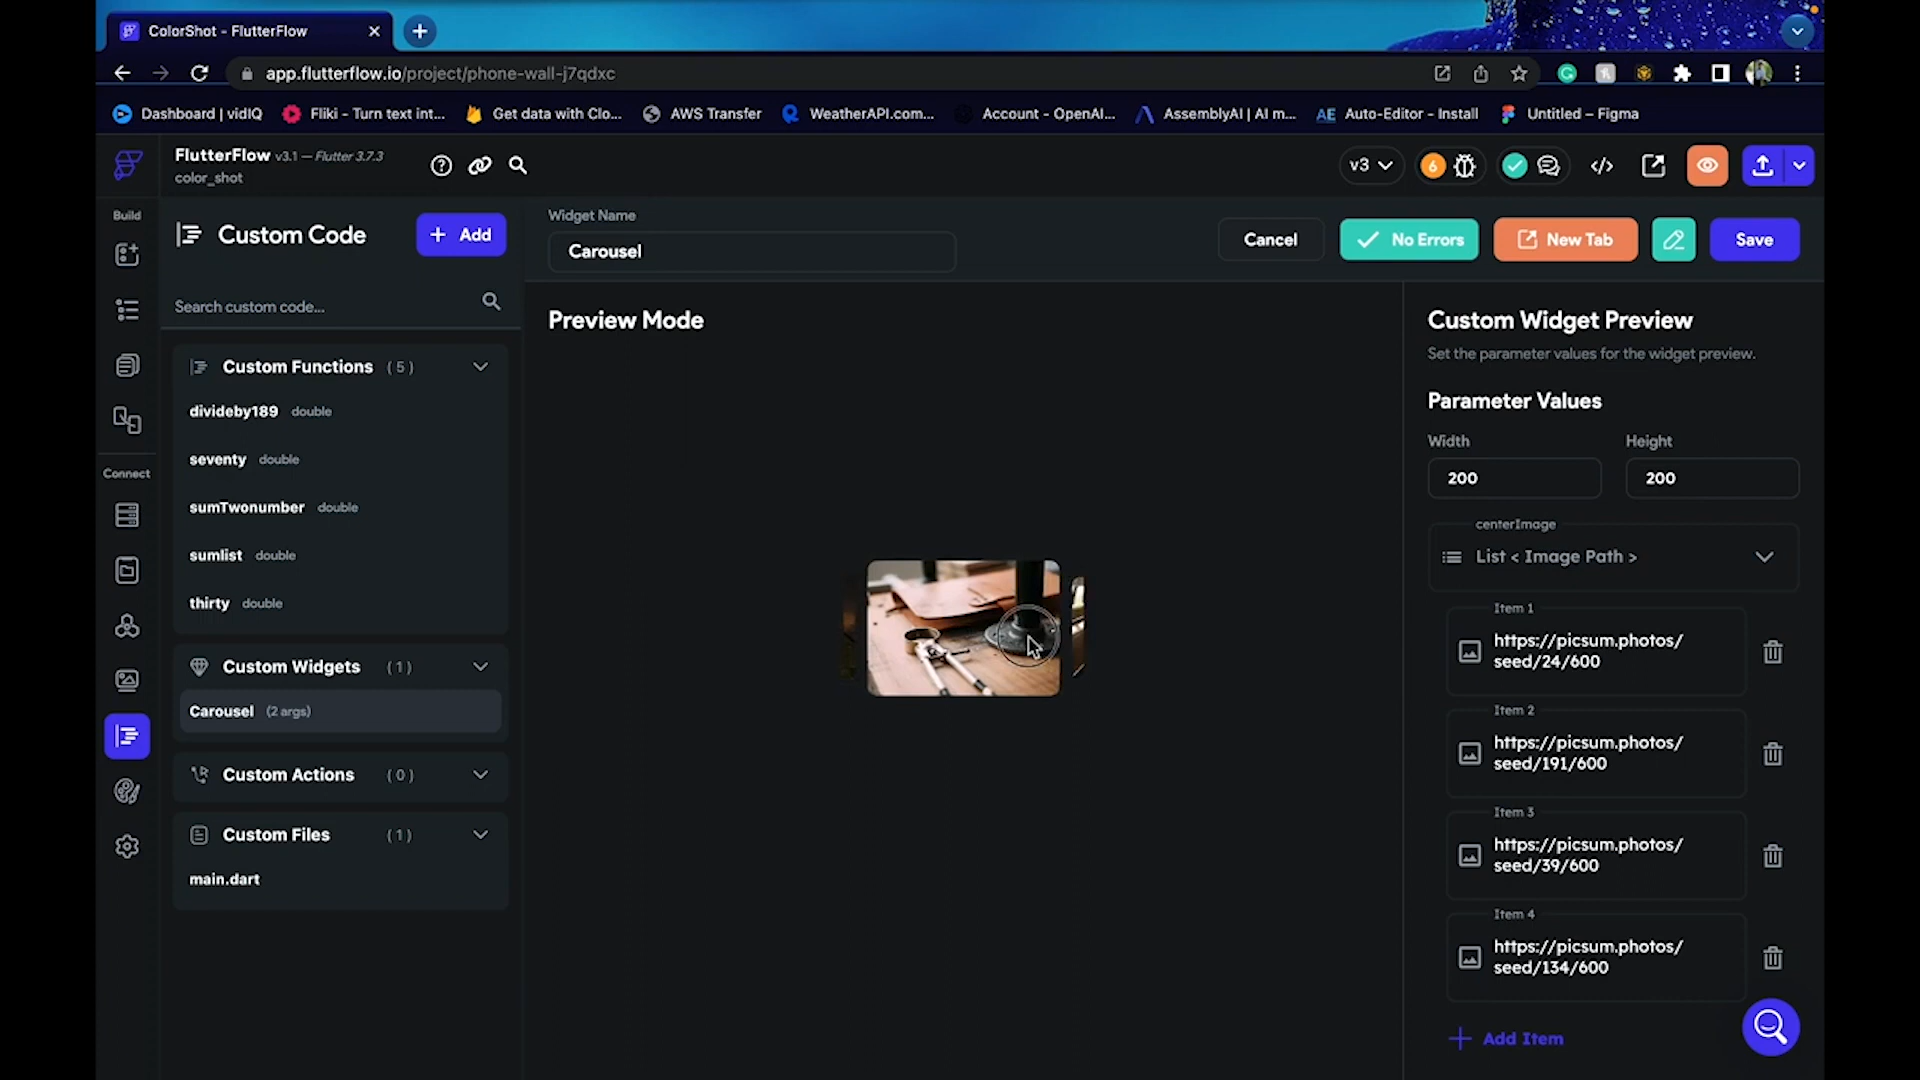 ColorShot - FlutterFlow
app.flutterflow.io/project/phone-wall-j7qdxc
Dashboard | vidIQ
Fliki - Turn text int...
Get data with Clo...
AWS Transfer
WeatherAPI.com...
Account - OpenAI...
AssemblyAI | AI m...
AE Auto-Editor - Install
Untitled – Figma
FlutterFlow v3.1 — Flutter 3.7.3
color_shot
v3
6
Build
Custom Code
+ Add
Search custom code...
Custom Functions (5)
divideby189 double
seventy double
sumTwonumber double
sumlist double
thirty double
Connect
Custom Widgets (1)
Carousel (2 args)
Custom Actions (0)
Custom Files (1)
main.dart
Widget Name
Carousel
Cancel
No Errors
New Tab
Save
Preview Mode
Custom Widget Preview
Set the parameter values for the widget preview.
Parameter Values
Width
Height
200
200
centerImage
List < Image Path >
Item 1
https://picsum.photos/
seed/24/600
Item 2
https://picsum.photos/
seed/191/600
Item 3
https://picsum.photos/
seed/39/600
Item 4
https://picsum.photos/
seed/134/600
+ Add Item